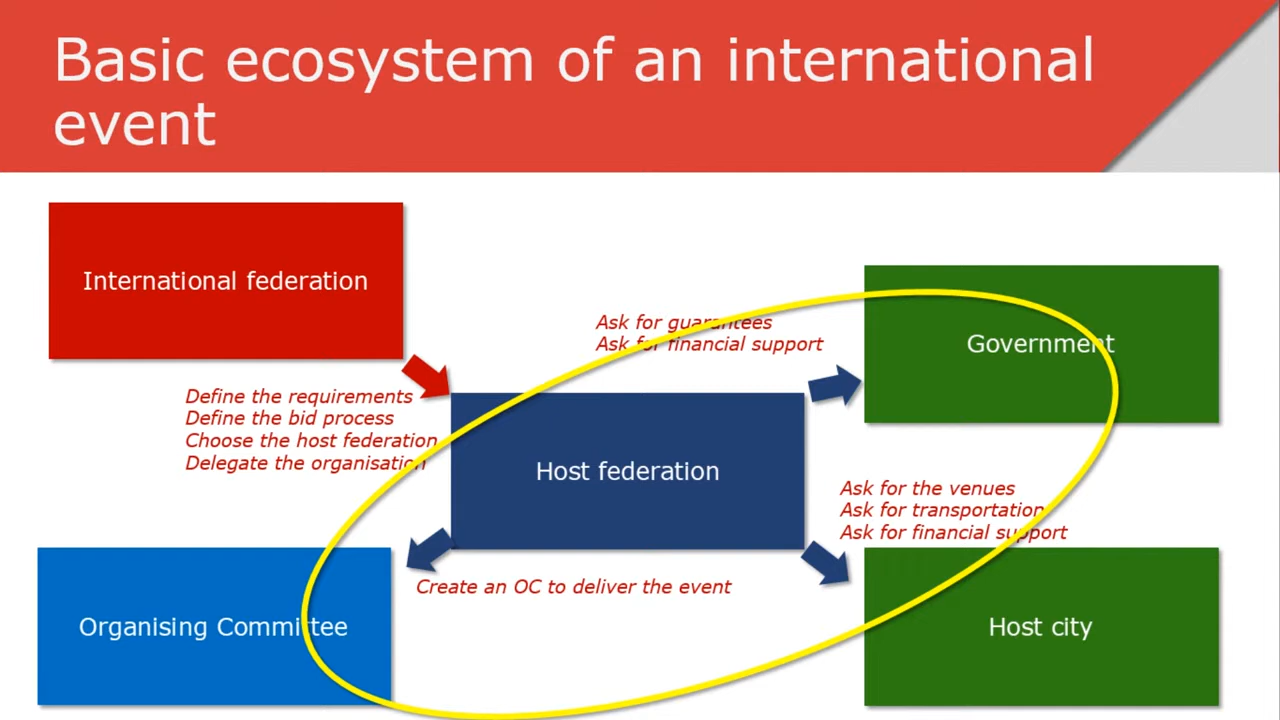 Basic ecosystem of an international
event
International federation
Ask for guarantees
Ask for financial support
Government
Define the requirements
Define the bid process
Choose the host federation
Delegate the organisation
Host federation
Ask for the venues
Ask for transportation
Ask for financial support
Create an OC to deliver the event
Organising Committee
Host city